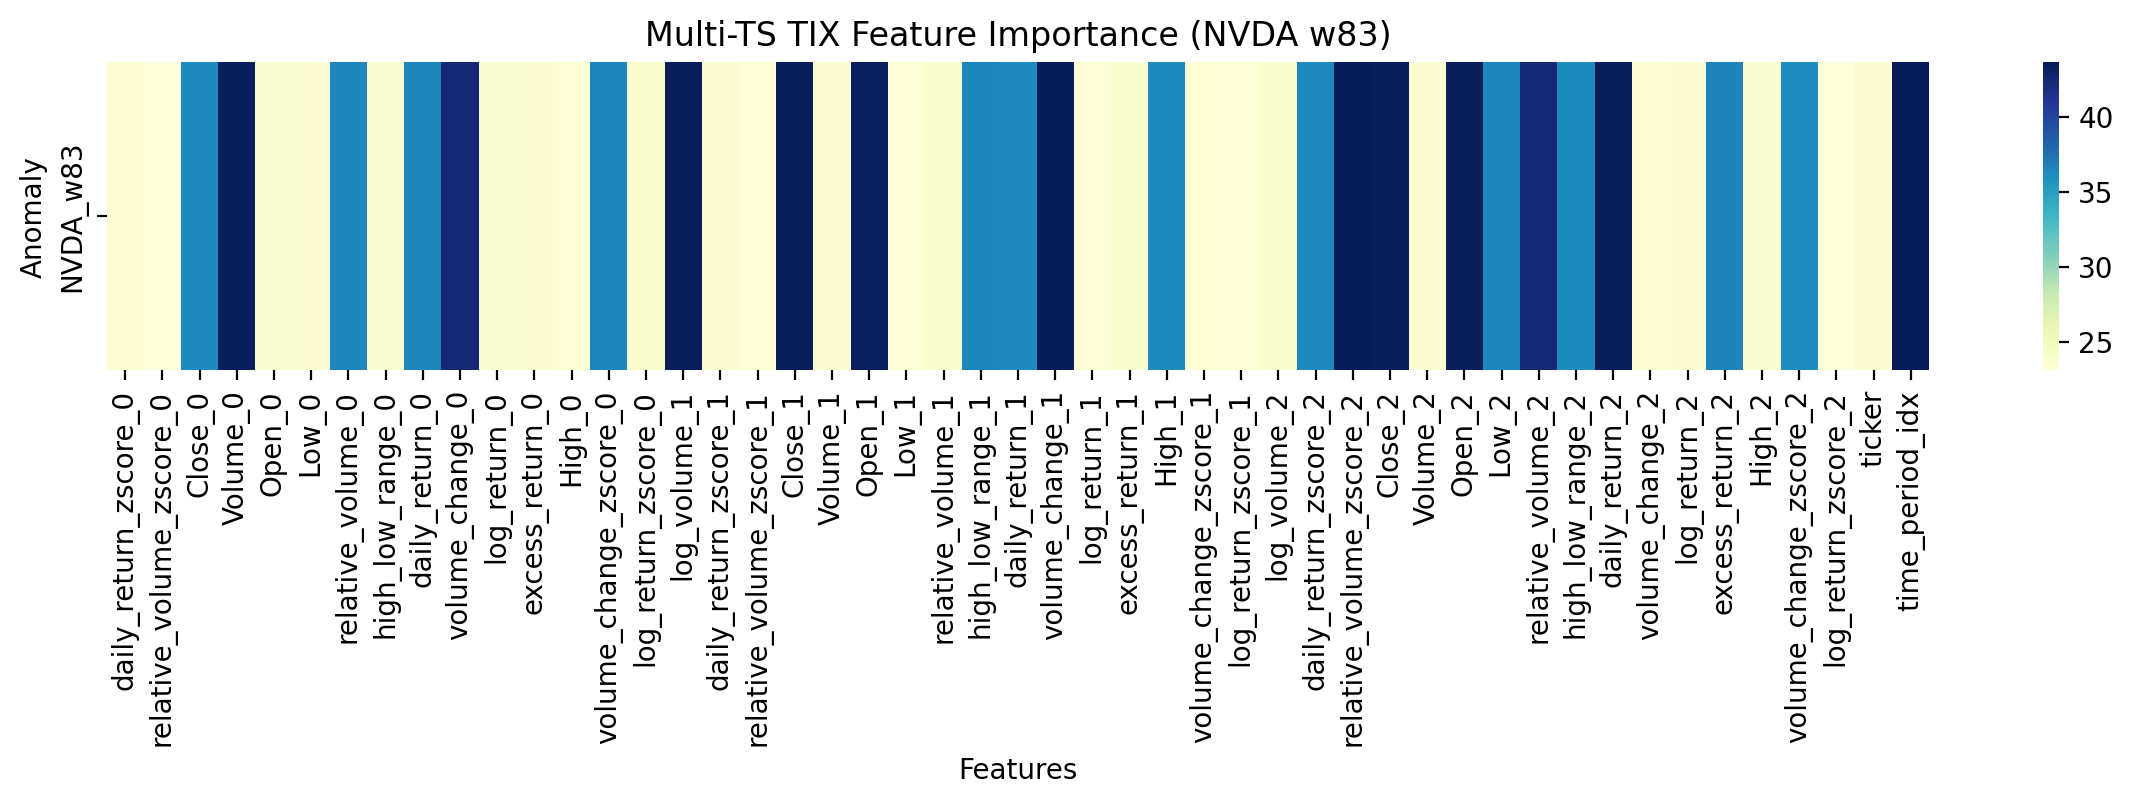 Multi-TS TIX Feature Importance (NVDA w83)
Anomaly
NVDA_w83
40
35
30
25
daily_return_zscore_0
relative_volume_zscore_0
Close_0
Volume_0
Open_0
Low_0
relative_volume_0
high_low_range_0
daily_return_0
volume_change_0
log_return_0
excess_return_0
High_0
volume_change_zscore_0
log_return_zscore_0
log_volume_1
daily_return_zscore_1
relative_volume_zscore_1
Close_1
Volume_1
Open_1
Low_1
relative_volume_1
high_low_range_1
daily_return_1
volume_change_1
log_return_1
excess_return_1
High_1
volume_change_zscore_1
log_return_zscore_1
log_volume_2
daily_return_zscore_2
relative_volume_zscore_2
Close_2
Volume_2
Open_2
Low_2
relative_volume_2
high_low_range_2
daily_return_2
volume_change_2
log_return_2
excess_return_2
High_2
volume_change_zscore_2
log_return_zscore_2
ticker
time_period_idx
Features